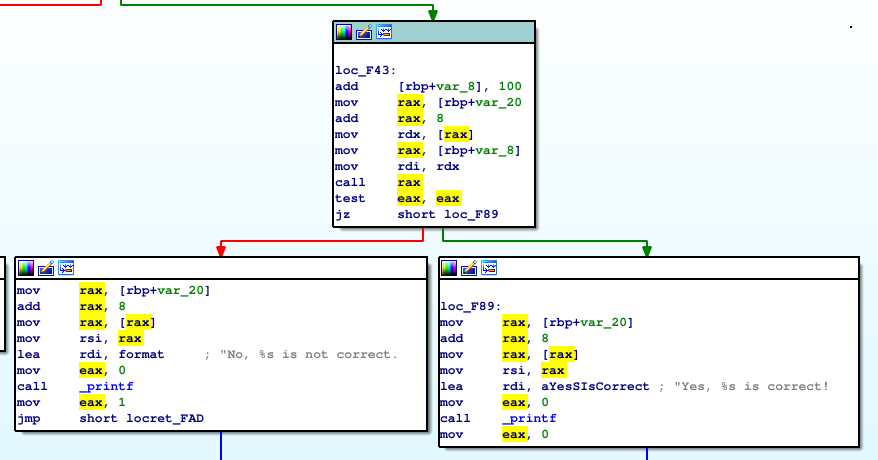 loc_F43:
add [rbp+var_8], 100
mov rax, [rbp+var_20
add rax, 8
mov rdx, [rax]
mov rax, [rbp+var_8]
mov rdi, rdx
call rax
test eax, eax
jz short loc_F89
mov rax, [rbp+var_20]
add rax, 8
mov rax, [rax]
mov rsi, rax
lea rdi, format ; "No, %s is not correct.
mov eax, 0
call _printf
mov eax, 1
jmp short locret_FAD
loc_F89:
mov rax, [rbp+var_20]
add rax, 8
mov rax, [rax]
mov rsi, rax
lea rdi, aYesSIsCorrect ; "Yes, %s is correct!
mov eax, 0
call _printf
mov eax, 0